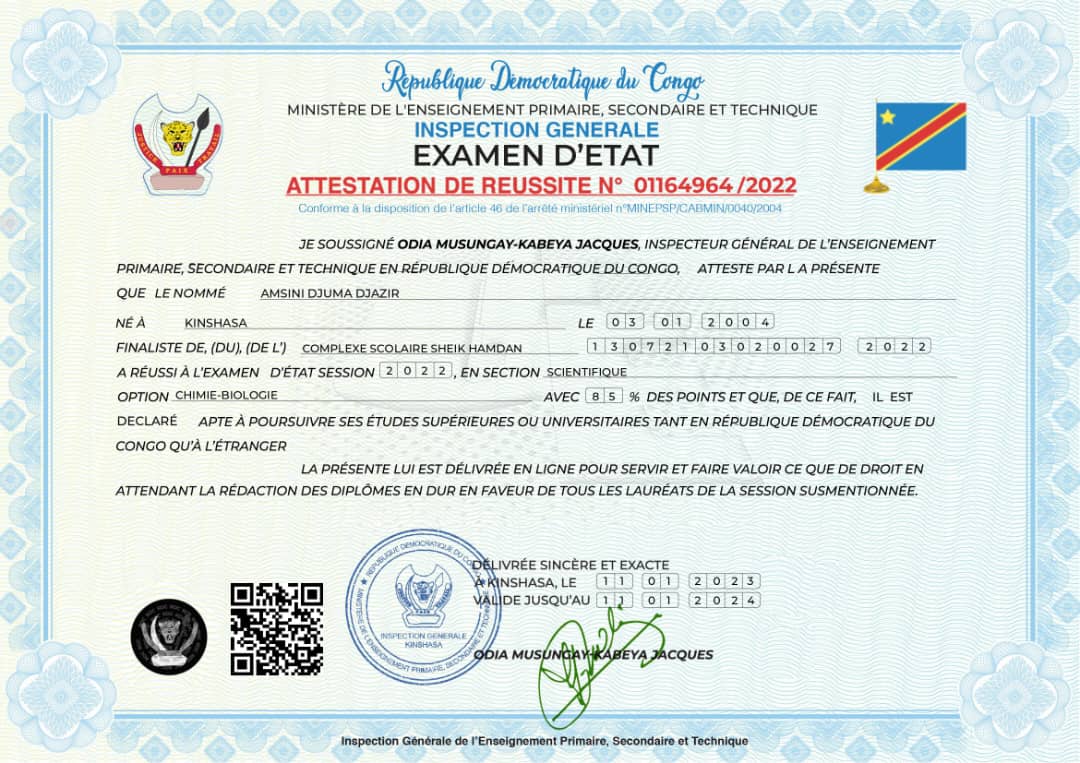 République Démocratique du Congo
MINISTÈRE DE L'ENSEIGNEMENT PRIMAIRE, SECONDAIRE ET TECHNIQUE
INSPECTION GENERALE
EXAMEN D'ETAT
ATTESTATION DE REUSSITE N° 01164964 /2022
Conforme à la disposition de l'article 46 de l'arrêté ministériel n°MINEPSP/CABMIN/0040/2004
JUSTICE PAIX TRAVAIL
JE SOUSSIGNÉ ODIA MUSUNGAY-KABEYA JACQUES, INSPECTEUR GÉNÉRAL DE L'ENSEIGNEMENT
PRIMAIRE, SECONDAIRE ET TECHNIQUE EN RÉPUBLIQUE DÉMOCRATIQUE DU CONGO, ATTESTE PAR L A PRÉSENTE
QUE LE NOMMÉ AMSINI DJUMA DJAZIR
NÉ À KINSHASA LE 03 01 2004
FINALISTE DE, (DU), (DE L') COMPLEXE SCOLAIRE SHEIK HAMDAN 13072103020027 2022
A RÉUSSI À L'EXAMEN D'ÉTAT SESSION 2022, EN SECTION SCIENTIFIQUE
OPTION CHIMIE-BIOLOGIE AVEC 85 % DES POINTS ET QUE, DE CE FAIT, IL EST
DECLARÉ APTE À POURSUIVRE SES ÉTUDES SUPÉRIEURES OU UNIVERSITAIRES TANT EN RÉPUBLIQUE DÉMOCRATIQUE DU
CONGO QU'À L'ÉTRANGER
LA PRÉSENTE LUI EST DÉLIVRÉE EN LIGNE POUR SERVIR ET FAIRE VALOIR CE QUE DE DROIT EN
ATTENDANT LA RÉDACTION DES DIPLÔMES EN DUR EN FAVEUR DE TOUS LES LAURÉATS DE LA SESSION SUSMENTIONNÉE.
RÉPUBLIQUE DÉMOCRATIQUE DU CONGO
MINISTÈRE DE L'ENSEIGNEMENT PRIMAIRE, SECONDAIRE ET TECHNIQUE
INSPECTION GENERALE
KINSHASA
DÉLIVRÉE SINCÈRE ET EXACTE
À KINSHASA, LE 11 01 2023
VALIDE JUSQU'AU 11 01 2024
ODIA MUSUNGAY-KABEYA JACQUES
Inspection Générale de l'Enseignement Primaire, Secondaire et Technique